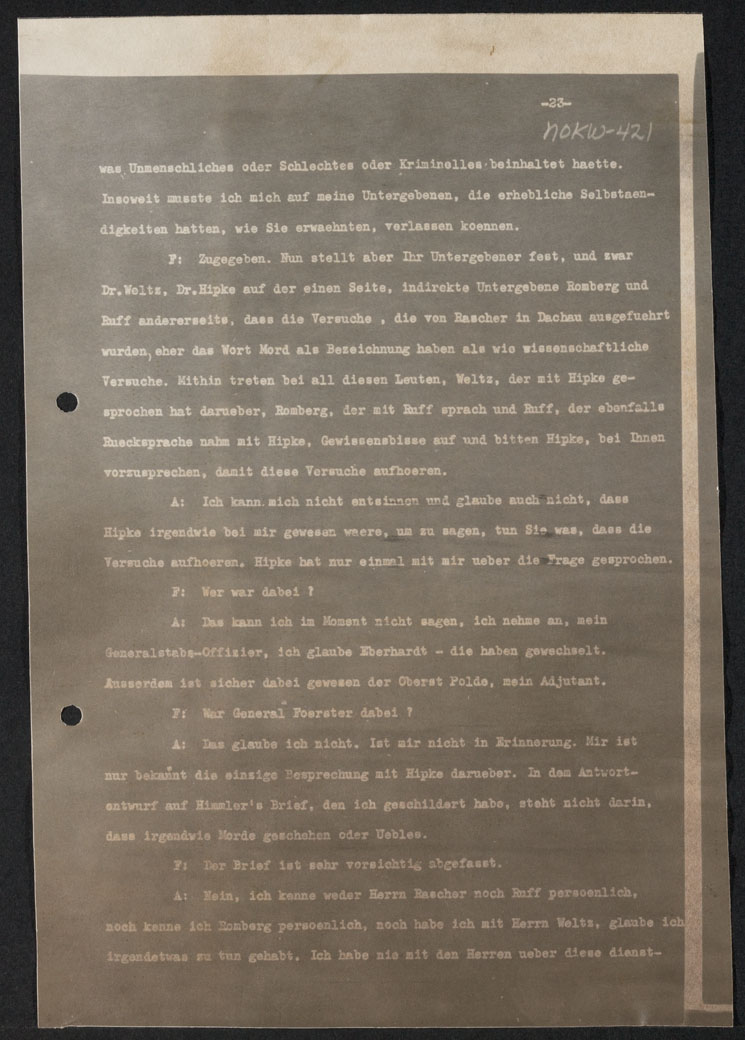 -23-
NOKW-421
was Unmenschliches oder Schlechtes oder Kriminelles beinhaltet haette.
Insoweit musste ich mich auf meine Untergebenen, die erhebliche Selbstaen-
digkeiten hatten, wie Sie erwaehnten, verlassen koennen.
F: Zugegeben. Nun stellt aber Ihr Untergebener fest, und zwar
Dr.Weltz, Dr.Hipke auf der einen Seite, indirekte Untergebene Romberg und
Ruff andererseits, dass die Versuche , die von Rascher in Dachau ausgefuehrt
wurden, eher das Wort Mord als Bezeichnung haben als wie wissenschaftliche
Versuche. Mithin treten bei all diesen Leuten, Weltz, der mit Hipke ge-
sprochen hat darueber, Romberg, der mit Ruff sprach und Ruff, der ebenfalls
Ruecksprache nahm mit Hipke, Gewissensbisse auf und bitten Hipke, bei Ihnen
vorzusprechen, damit diese Versuche aufhoeren.
A: Ich kann mich nicht entsinnen und glaube auch nicht, dass
Hipke irgendwie bei mir gewesen waere, um zu sagen, tun Sie was, dass die
Versuche aufhoeren. Hipke hat nur einmal mit mir ueber die Frage gesprochen.
F: Wer war dabei ?
A: Das kann ich im Moment nicht sagen, ich nehme an, mein
Generalstabs-Offizier, ich glaube Eberhardt - die haben gewechselt.
Ausserdem ist sicher dabei gewesen der Oberst Polde, mein Adjutant.
F: War General Foerster dabei ?
A: Das glaube ich nicht. Ist mir nicht in Erinnerung. Mir ist
nur bekannt die einzige Besprechung mit Hipke darueber. In dem Antwort-
entwurf auf Himmler's Brief, den ich geschildert habe, steht nicht darin,
dass irgendwie Morde geschehen oder Uebles.
F: Der Brief ist sehr vorsichtig abgefasst.
A: Nein, ich kenne weder Herrn Rascher noch Ruff persoenlich,
noch kenne ich Romberg persoenlich, noch habe ich mit Herrn Weltz, glaube ich
irgendetwas zu tun gehabt. Ich habe nie mit den Herren ueber diese dienst-